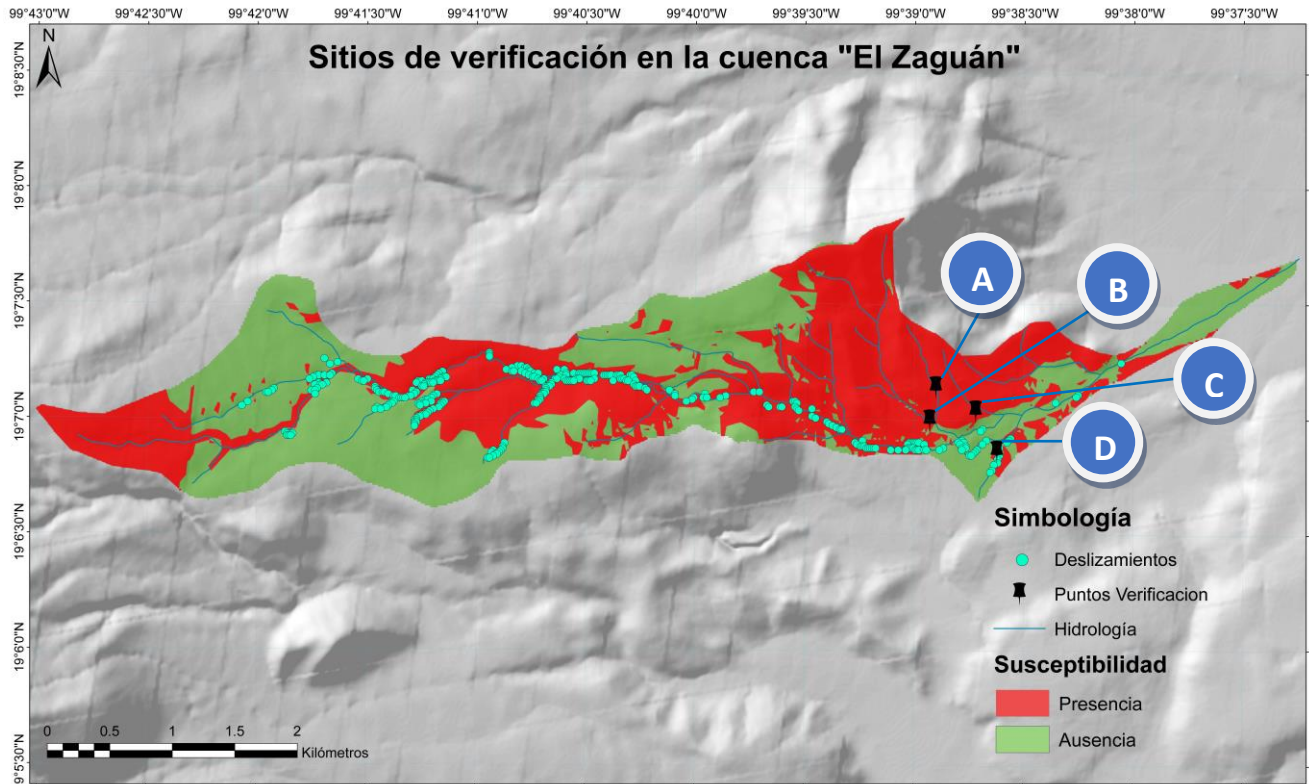 99°43'0"W 99°42'30"W 99°42'0"W 99°41'30"W 99°41'0"W 99°40'30"W 99°40'0"W 99°39'30"W 99°39'0"W 99°38'30"W 99°38'0"W 99°37'30"W
N
Sitios de verificación en la cuenca "El Zaguán"
19°8'30"N
19°8'0"N
19°7'30"N
19°7'0"N
19°6'30"N
19°6'0"N
19°5'30"N
A
B
C
D
Simbología
Deslizamientos
Puntos Verificacion
Hidrología
Susceptibilidad
Presencia
Ausencia
0 0.5 1 1.5 2
Kilómetros